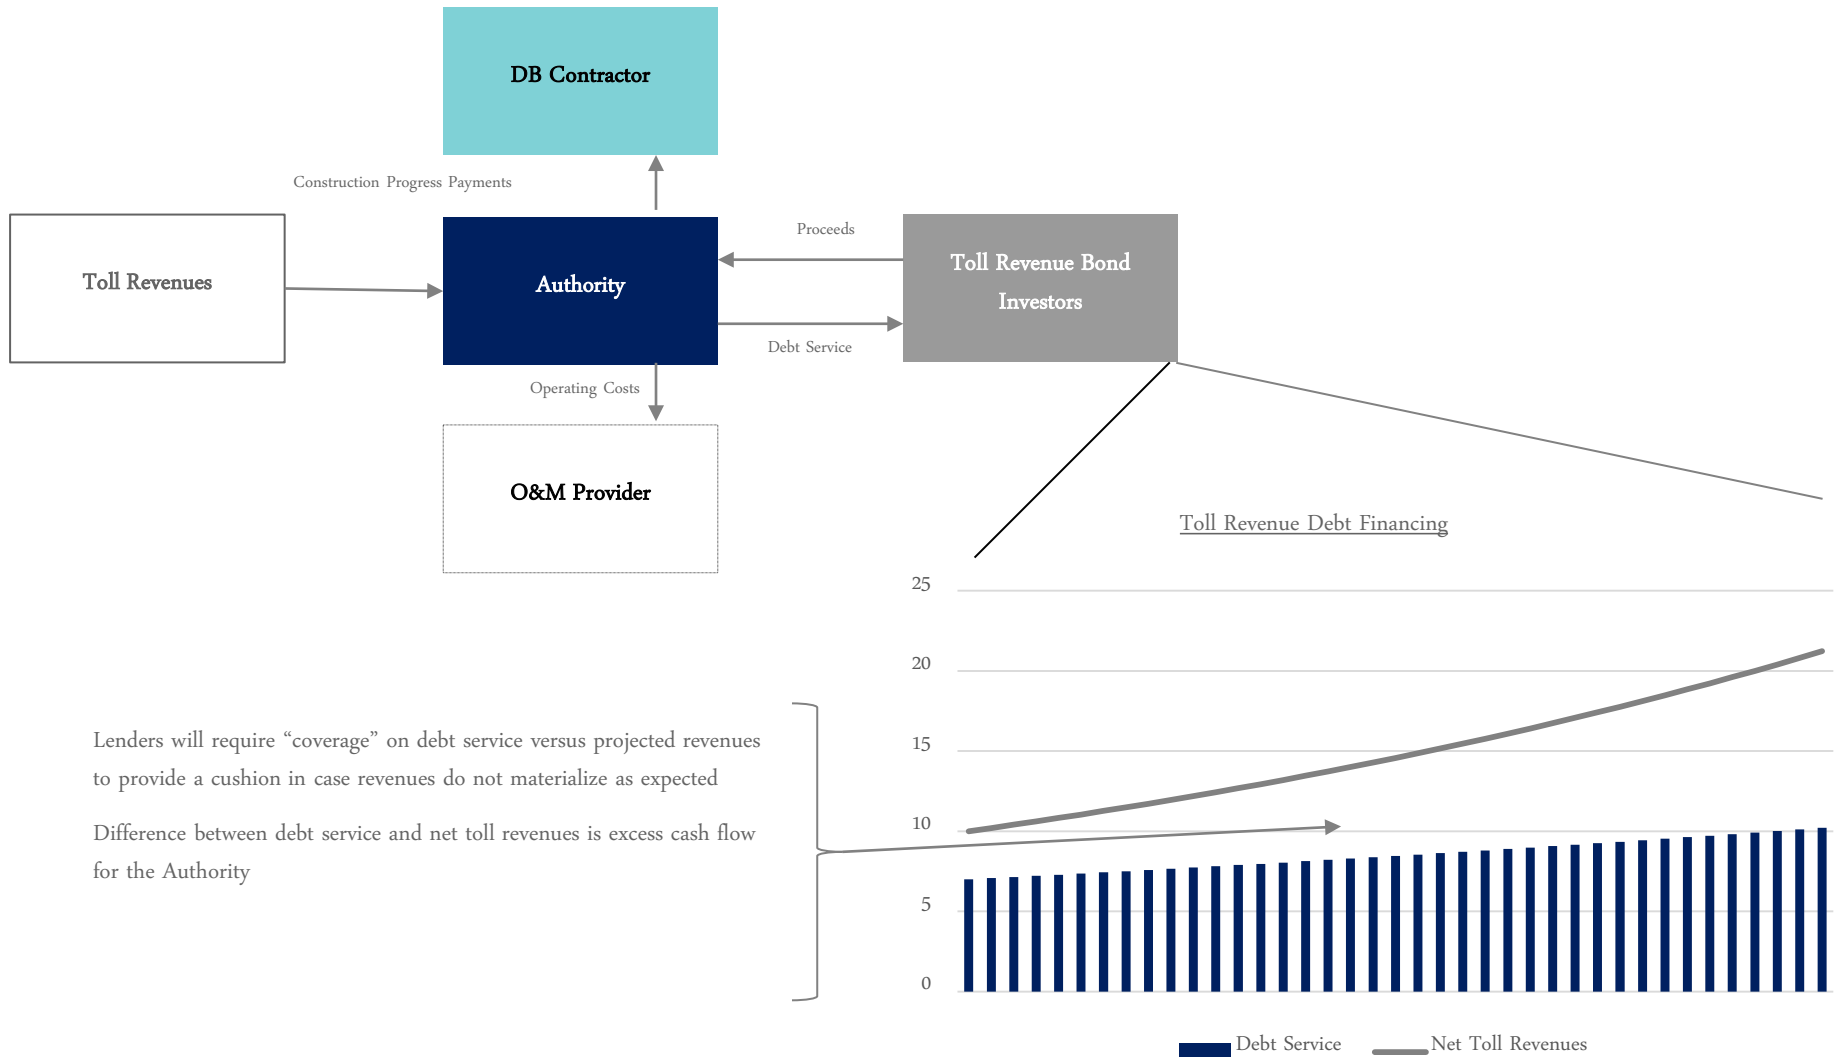 DB Contractor
Construction Progress Payments
Toll Revenues
Authority
Proceeds
Toll Revenue Bond
Investors
Debt Service
Operating Costs
O&M Provider
Toll Revenue Debt Financing
25
20
15
10
5
0
Lenders will require “coverage” on debt service versus projected revenues
to provide a cushion in case revenues do not materialize as expected
Difference between debt service and net toll revenues is excess cash flow
for the Authority
Debt Service
Net Toll Revenues